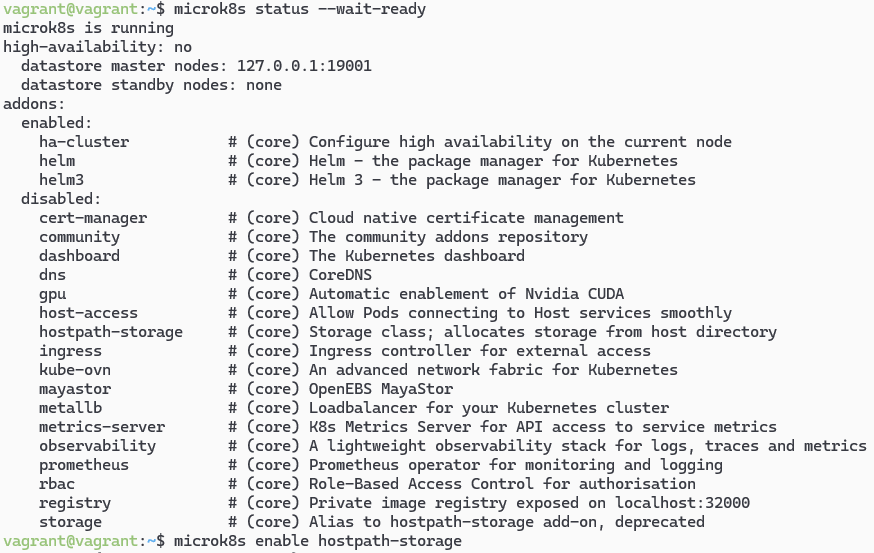 vagrant@vagrant:~$ microk8s status --wait-ready
microk8s is running
high-availability: no
  datastore master nodes: 127.0.0.1:19001
  datastore standby nodes: none
addons:
  enabled:
    ha-cluster           # (core) Configure high availability on the current node
    helm                 # (core) Helm - the package manager for Kubernetes
    helm3                # (core) Helm 3 - the package manager for Kubernetes
  disabled:
    cert-manager         # (core) Cloud native certificate management
    community            # (core) The community addons repository
    dashboard            # (core) The Kubernetes dashboard
    dns                  # (core) CoreDNS
    gpu                  # (core) Automatic enablement of Nvidia CUDA
    host-access          # (core) Allow Pods connecting to Host services smoothly
    hostpath-storage     # (core) Storage class; allocates storage from host directory
    ingress              # (core) Ingress controller for external access
    kube-ovn             # (core) An advanced network fabric for Kubernetes
    mayastor             # (core) OpenEBS MayaStor
    metallb              # (core) Loadbalancer for your Kubernetes cluster
    metrics-server       # (core) K8s Metrics Server for API access to service metrics
    observability        # (core) A lightweight observability stack for logs, traces and metrics
    prometheus           # (core) Prometheus operator for monitoring and logging
    rbac                 # (core) Role-Based Access Control for authorisation
    registry             # (core) Private image registry exposed on localhost:32000
    storage              # (core) Alias to hostpath-storage add-on, deprecated
vagrant@vagrant:~$ microk8s enable hostpath-storage